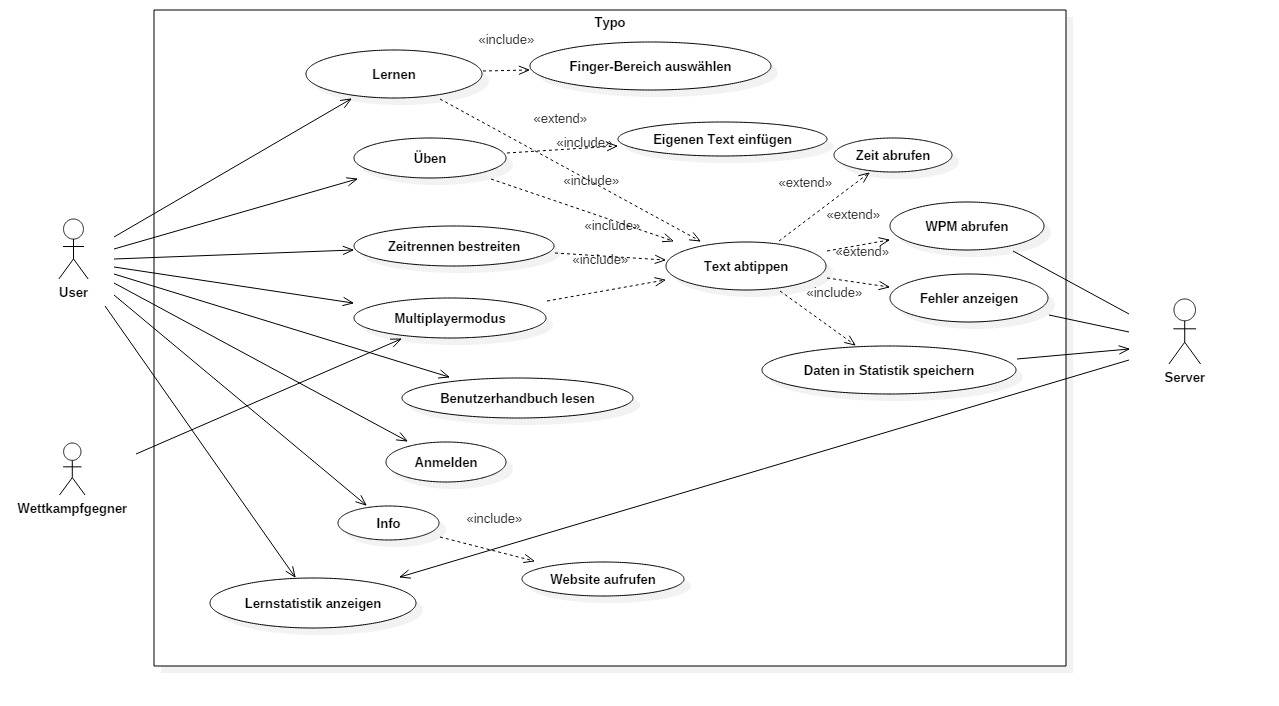 Typo
«include»
Lernen
Finger-Bereich auswählen
«extend»
Eigenen Text einfügen
«include»
Üben
Zeit abrufen
«include»
«extend»
«extend»
WPM abrufen
«include»
Zeitrennen bestreiten
«extend»
«include»
Text abtippen
User
«include»
Fehler anzeigen
Multiplayermodus
Daten in Statistik speichern
Server
Benutzerhandbuch lesen
Anmelden
Wettkampfgegner
«include»
Info
Website aufrufen
Lernstatistik anzeigen